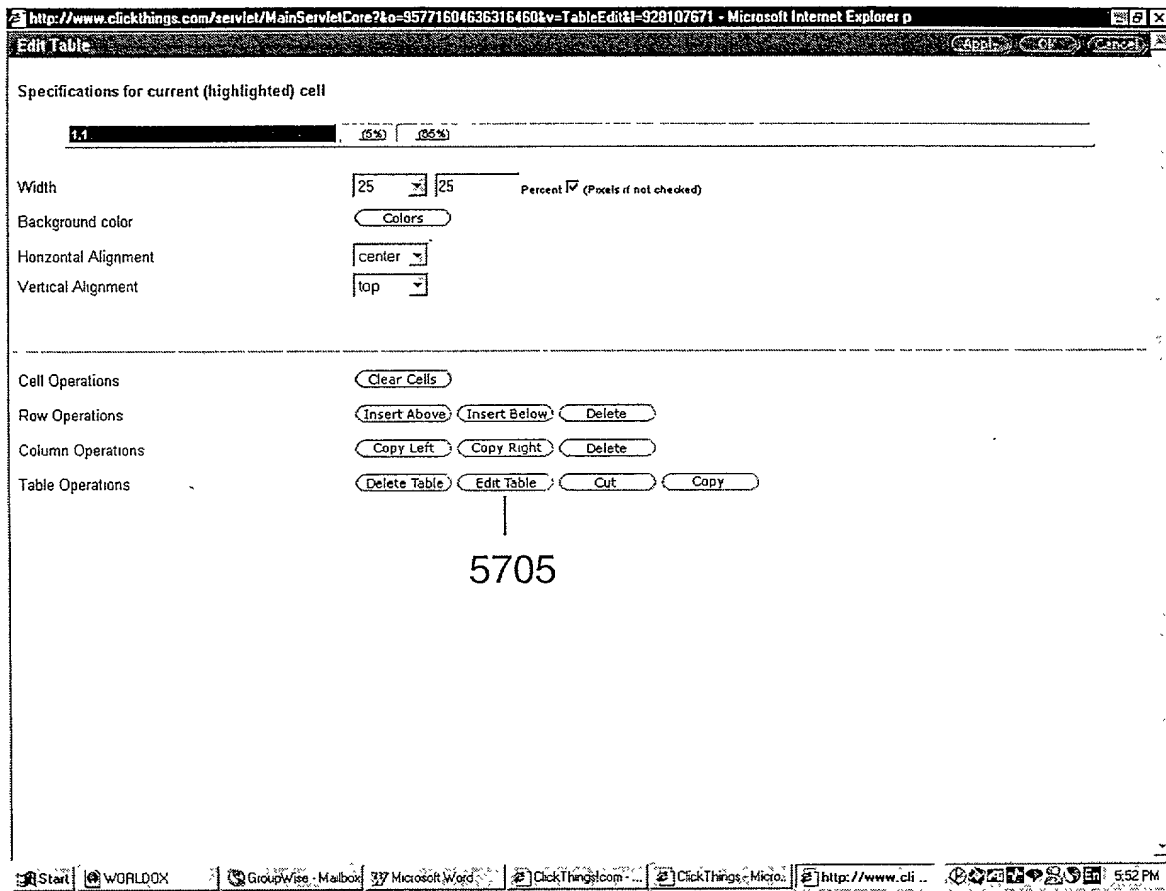 http://www.clickthings.com/servlet/MainServletCore?&o=95771604636316460&v=TableEdit&l=928107671 - Microsoft Internet Explorer p
Edit Table Apply OK Cancel
Specifications for current (highlighted) cell
1,1 (5%) (85%)
Width 25 25 Percent (Pixels if not checked)
Background color Colors
Horizontal Alignment center
Vertical Alignment top
Cell Operations Clear Cells
Row Operations Insert Above Insert Below Delete
Column Operations Copy Left Copy Right Delete
Table Operations Delete Table Edit Table Cut Copy
5705
Start WORLDOX GroupWise - Mailbox Microsoft Word ClickThings!com - ... ClickThings - Micro.. http://www.cli .. 5:52 PM